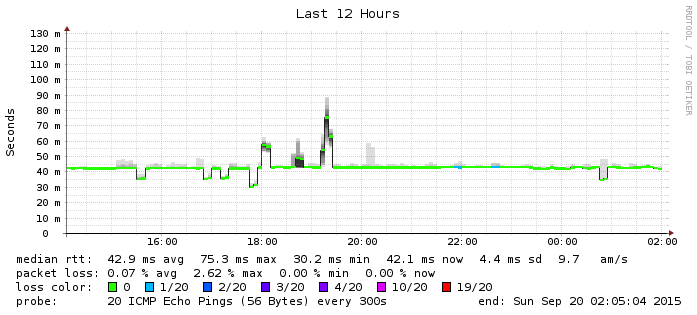 Last 12 Hours
RRDTOOL / TOBI OETIKER
Seconds
130 m
120 m
110 m
100 m
90 m
80 m
70 m
60 m
50 m
40 m
30 m
20 m
10 m
0
16:00 18:00 20:00 22:00 00:00 02:00
median rtt: 42.9 ms avg 75.3 ms max 30.2 ms min 42.1 ms now 4.4 ms sd 9.7 am/s
packet loss: 0.07 % avg 2.62 % max 0.00 % min 0.00 % now
loss color: 0 1/20 2/20 3/20 4/20 10/20 19/20
probe: 20 ICMP Echo Pings (56 Bytes) every 300s end: Sun Sep 20 02:05:04 2015